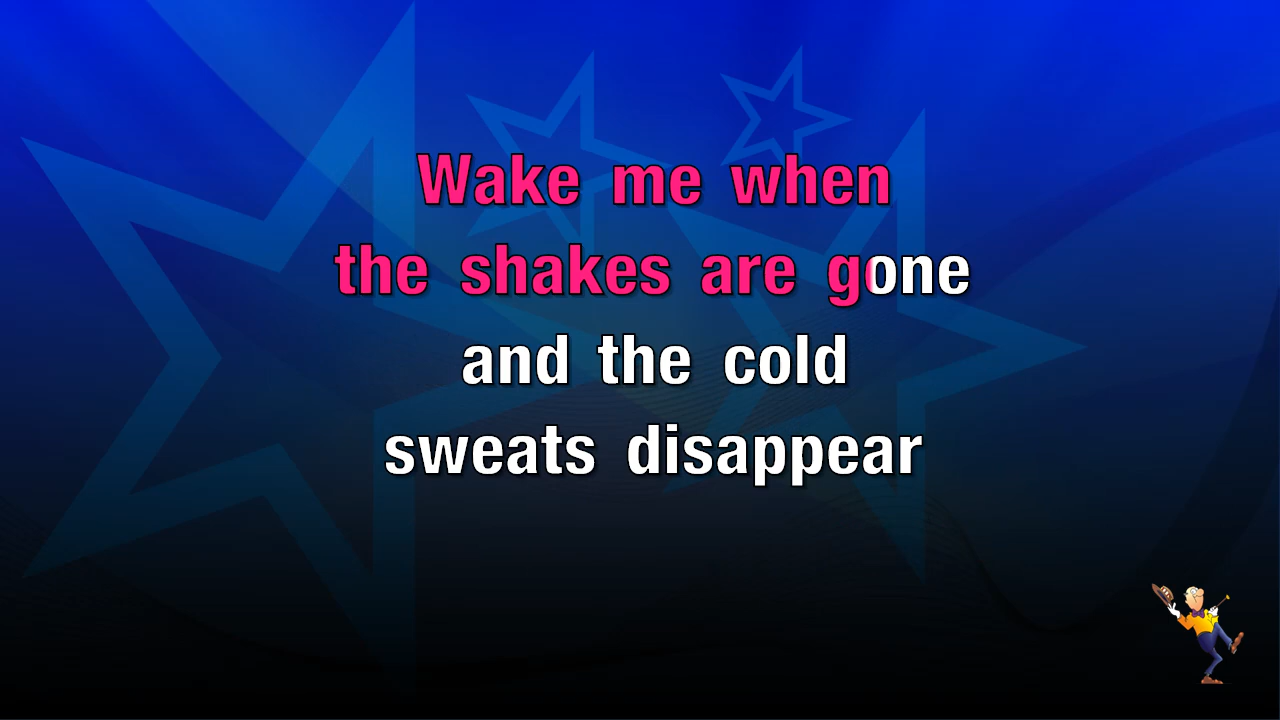 Wake me when
the shakes are gone
and the cold
sweats disappear